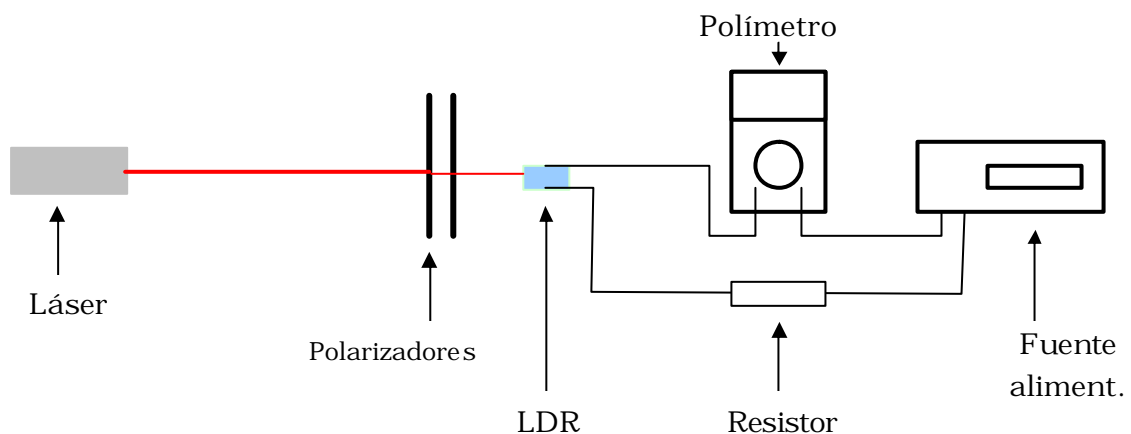 Polímetro
Láser
Polarizadores
LDR
Resistor
Fuente
aliment.